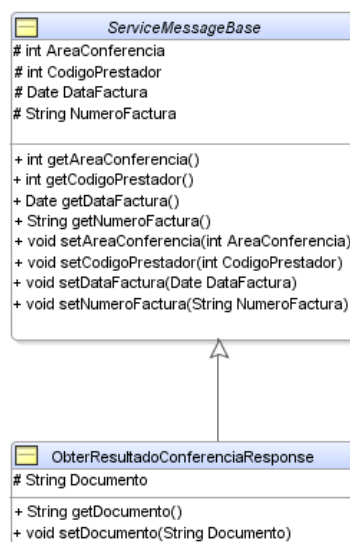 ServiceMessageBase
# int AreaConferencia
# int CodigoPrestador
# Date DataFactura
# String NumeroFactura
+ int getAreaConferencia()
+ int getCodigoPrestador()
+ Date getDataFactura()
+ String getNumeroFactura()
+ void setAreaConferencia(int AreaConferencia)
+ void setCodigoPrestador(int CodigoPrestador)
+ void setDataFactura(Date DataFactura)
+ void setNumeroFactura(String NumeroFactura)
ObterResultadoConferenciaResponse
# String Documento
+ String getDocumento()
+ void setDocumento(String Documento)